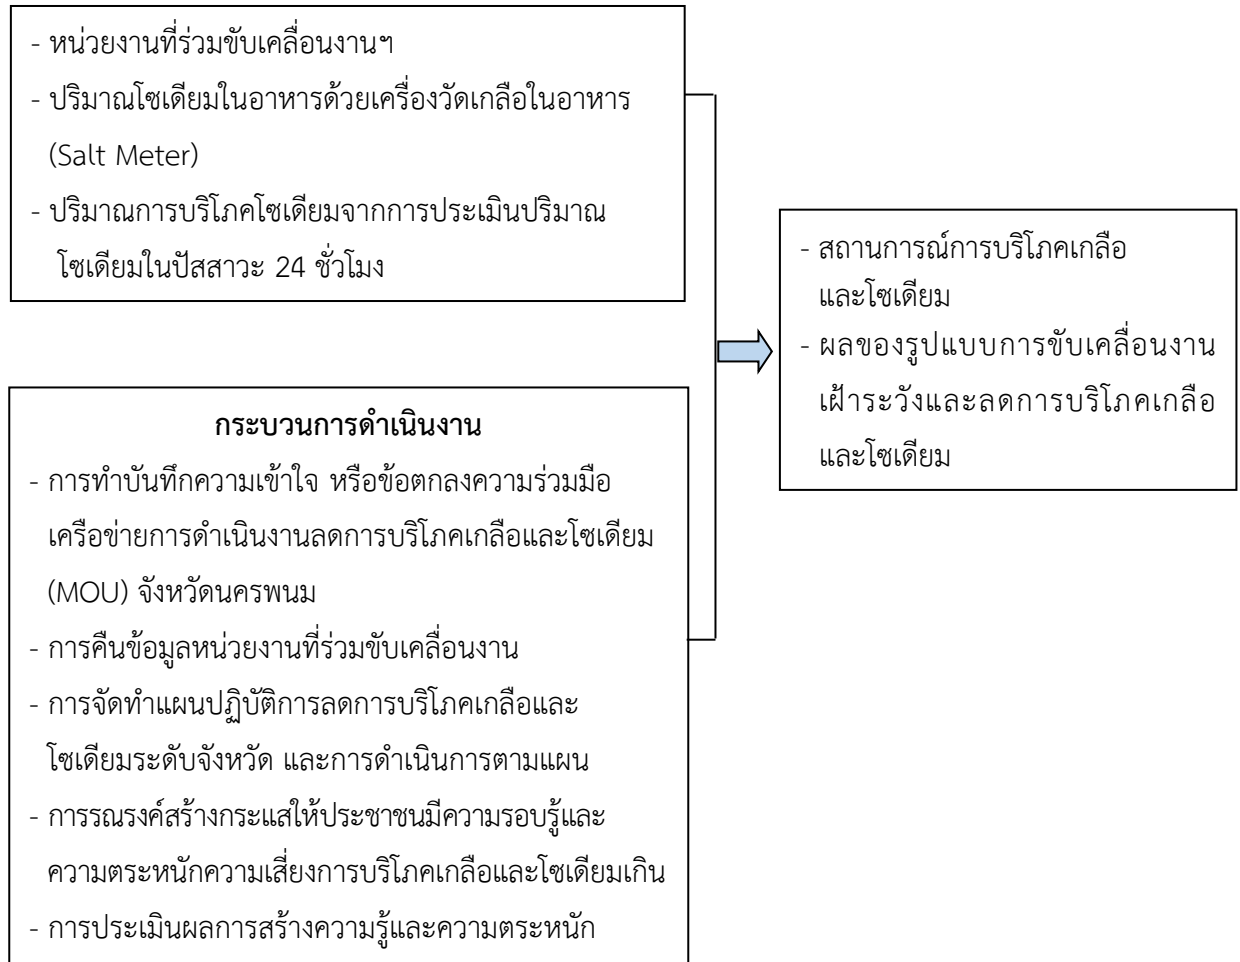 - หน่วยงานที่ร่วมขับเคลื่อนงานฯ
- ปริมาณโซเดียมในอาหารด้วยเครื่องวัดเกลือในอาหาร
(Salt Meter)
- ปริมาณการบริโภคโซเดียมจากการประเมินปริมาณ
โซเดียมในปัสสาวะ 24 ชั่วโมง
- สถานการณ์การบริโภคเกลือ
และโซเดียม
- ผลของรูปแบบการขับเคลื่อนงาน
เฝ้าระวังและลดการบริโภคเกลือ
และโซเดียม
กระบวนการดำเนินงาน
- การทำบันทึกความเข้าใจ หรือข้อตกลงความร่วมมือ
เครือข่ายการดำเนินงานลดการบริโภคเกลือและโซเดียม
(MOU) จังหวัดนครพนม
- การคืนข้อมูลหน่วยงานที่ร่วมขับเคลื่อนงาน
- การจัดทำแผนปฏิบัติการลดการบริโภคเกลือและ
โซเดียมระดับจังหวัด และการดำเนินการตามแผน
- การรณรงค์สร้างกระแสให้ประชาชนมีความรอบรู้และ
ความตระหนักความเสี่ยงการบริโภคเกลือและโซเดียมเกิน
- การประเมินผลการสร้างความรู้และความตระหนัก